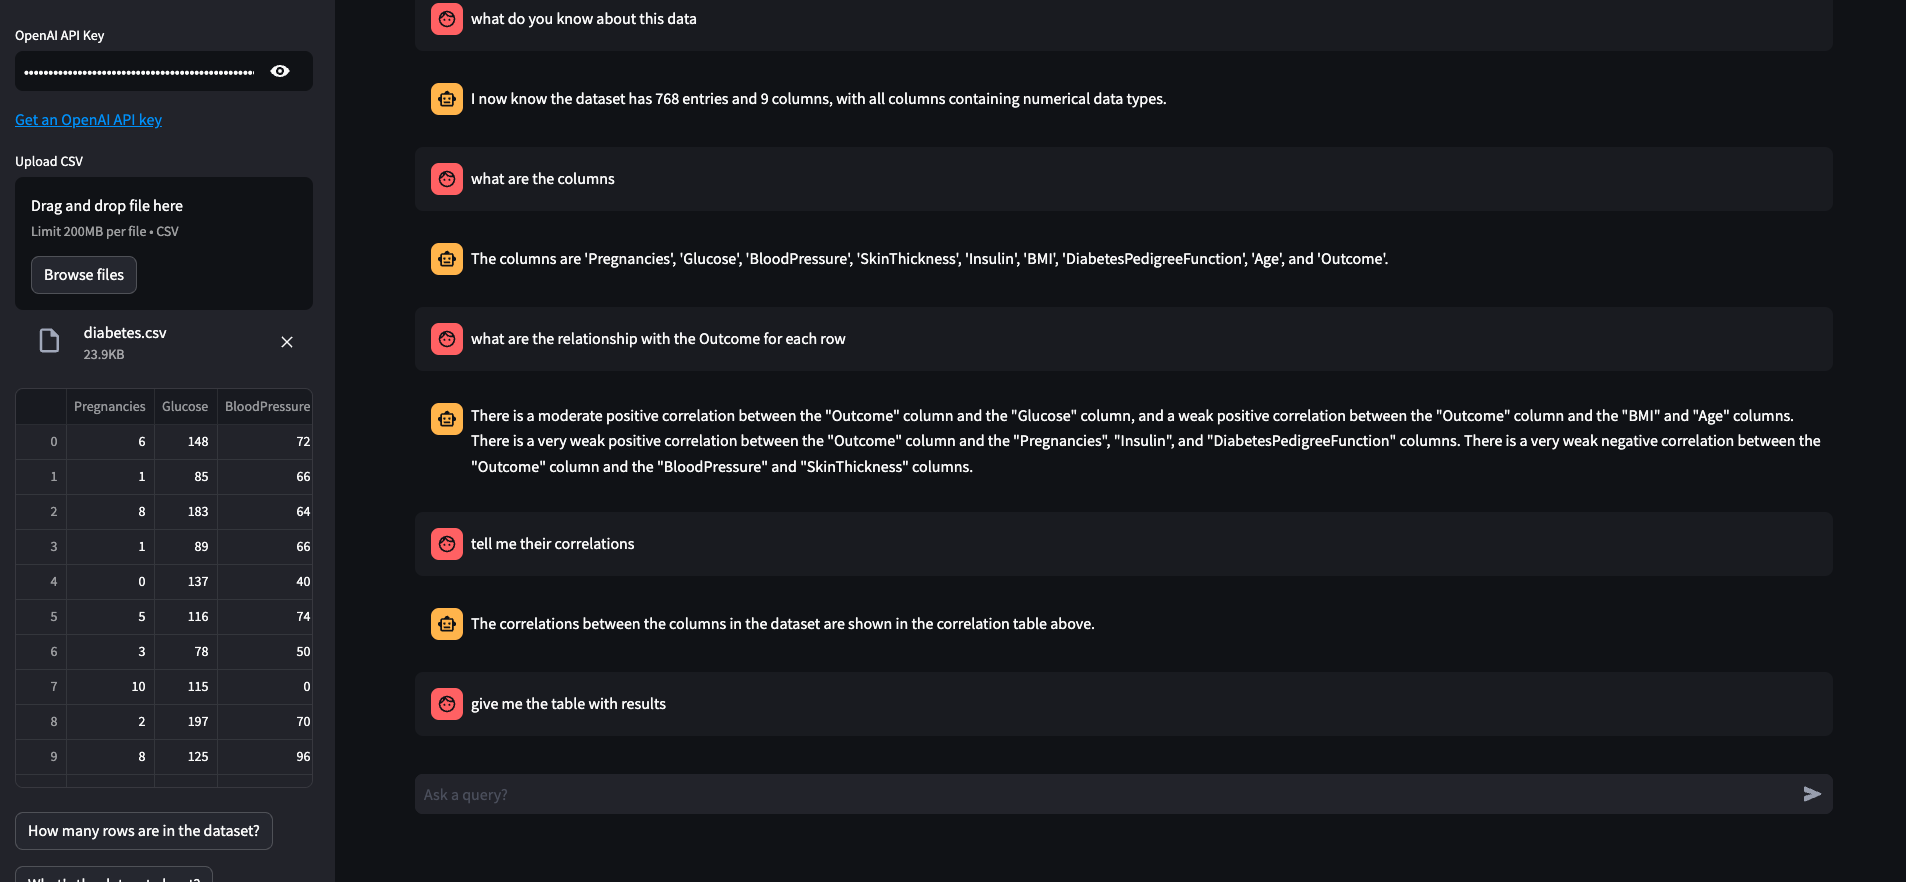 OpenAI API Key
Get an OpenAI API key
Upload CSV
Drag and drop file here
Limit 200MB per file • CSV
Browse files
diabetes.csv
23.9KB
Pregnancies Glucose BloodPressure
0 6 148 72
1 1 85 66
2 8 183 64
3 1 89 66
4 0 137 40
5 5 116 74
6 3 78 50
7 10 115 0
8 2 197 70
9 8 125 96
How many rows are in the dataset?
what do you know about this data
I now know the dataset has 768 entries and 9 columns, with all columns containing numerical data types.
what are the columns
The columns are 'Pregnancies', 'Glucose', 'BloodPressure', 'SkinThickness', 'Insulin', 'BMI', 'DiabetesPedigreeFunction', 'Age', and 'Outcome'.
what are the relationship with the Outcome for each row
There is a moderate positive correlation between the "Outcome" column and the "Glucose" column, and a weak positive correlation between the "Outcome" column and the "BMI" and "Age" columns.
There is a very weak positive correlation between the "Outcome" column and the "Pregnancies", "Insulin", and "DiabetesPedigreeFunction" columns. There is a very weak negative correlation between the
"Outcome" column and the "BloodPressure" and "SkinThickness" columns.
tell me their correlations
The correlations between the columns in the dataset are shown in the correlation table above.
give me the table with results
Ask a query?